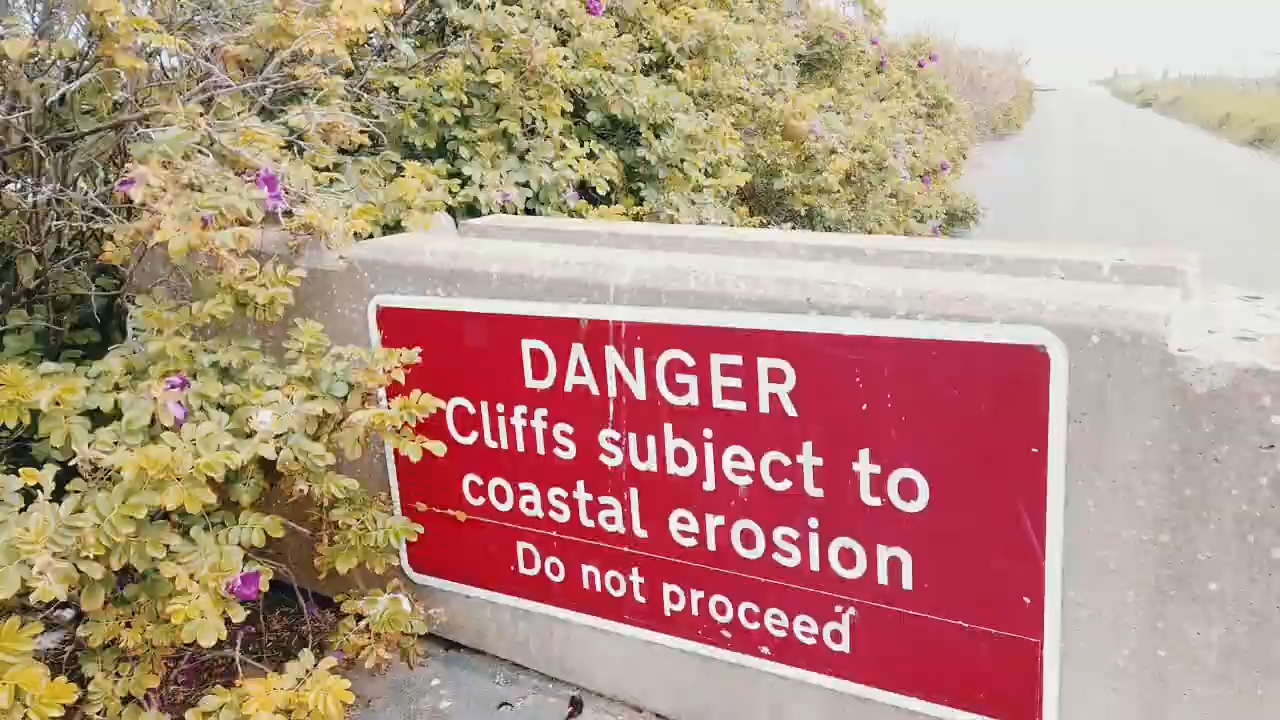 DANGER
Cliffs subject to
coastal erosion
Do not proceed